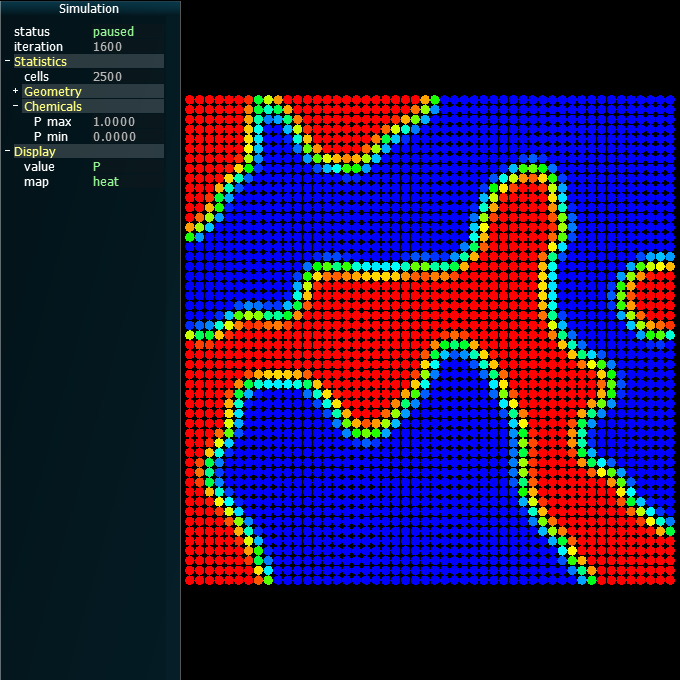 Simulation
status paused
iteration 1600
- Statistics
cells 2500
+ Geometry
- Chemicals
P max 1.0000
P min 0.0000
- Display
value P
map heat